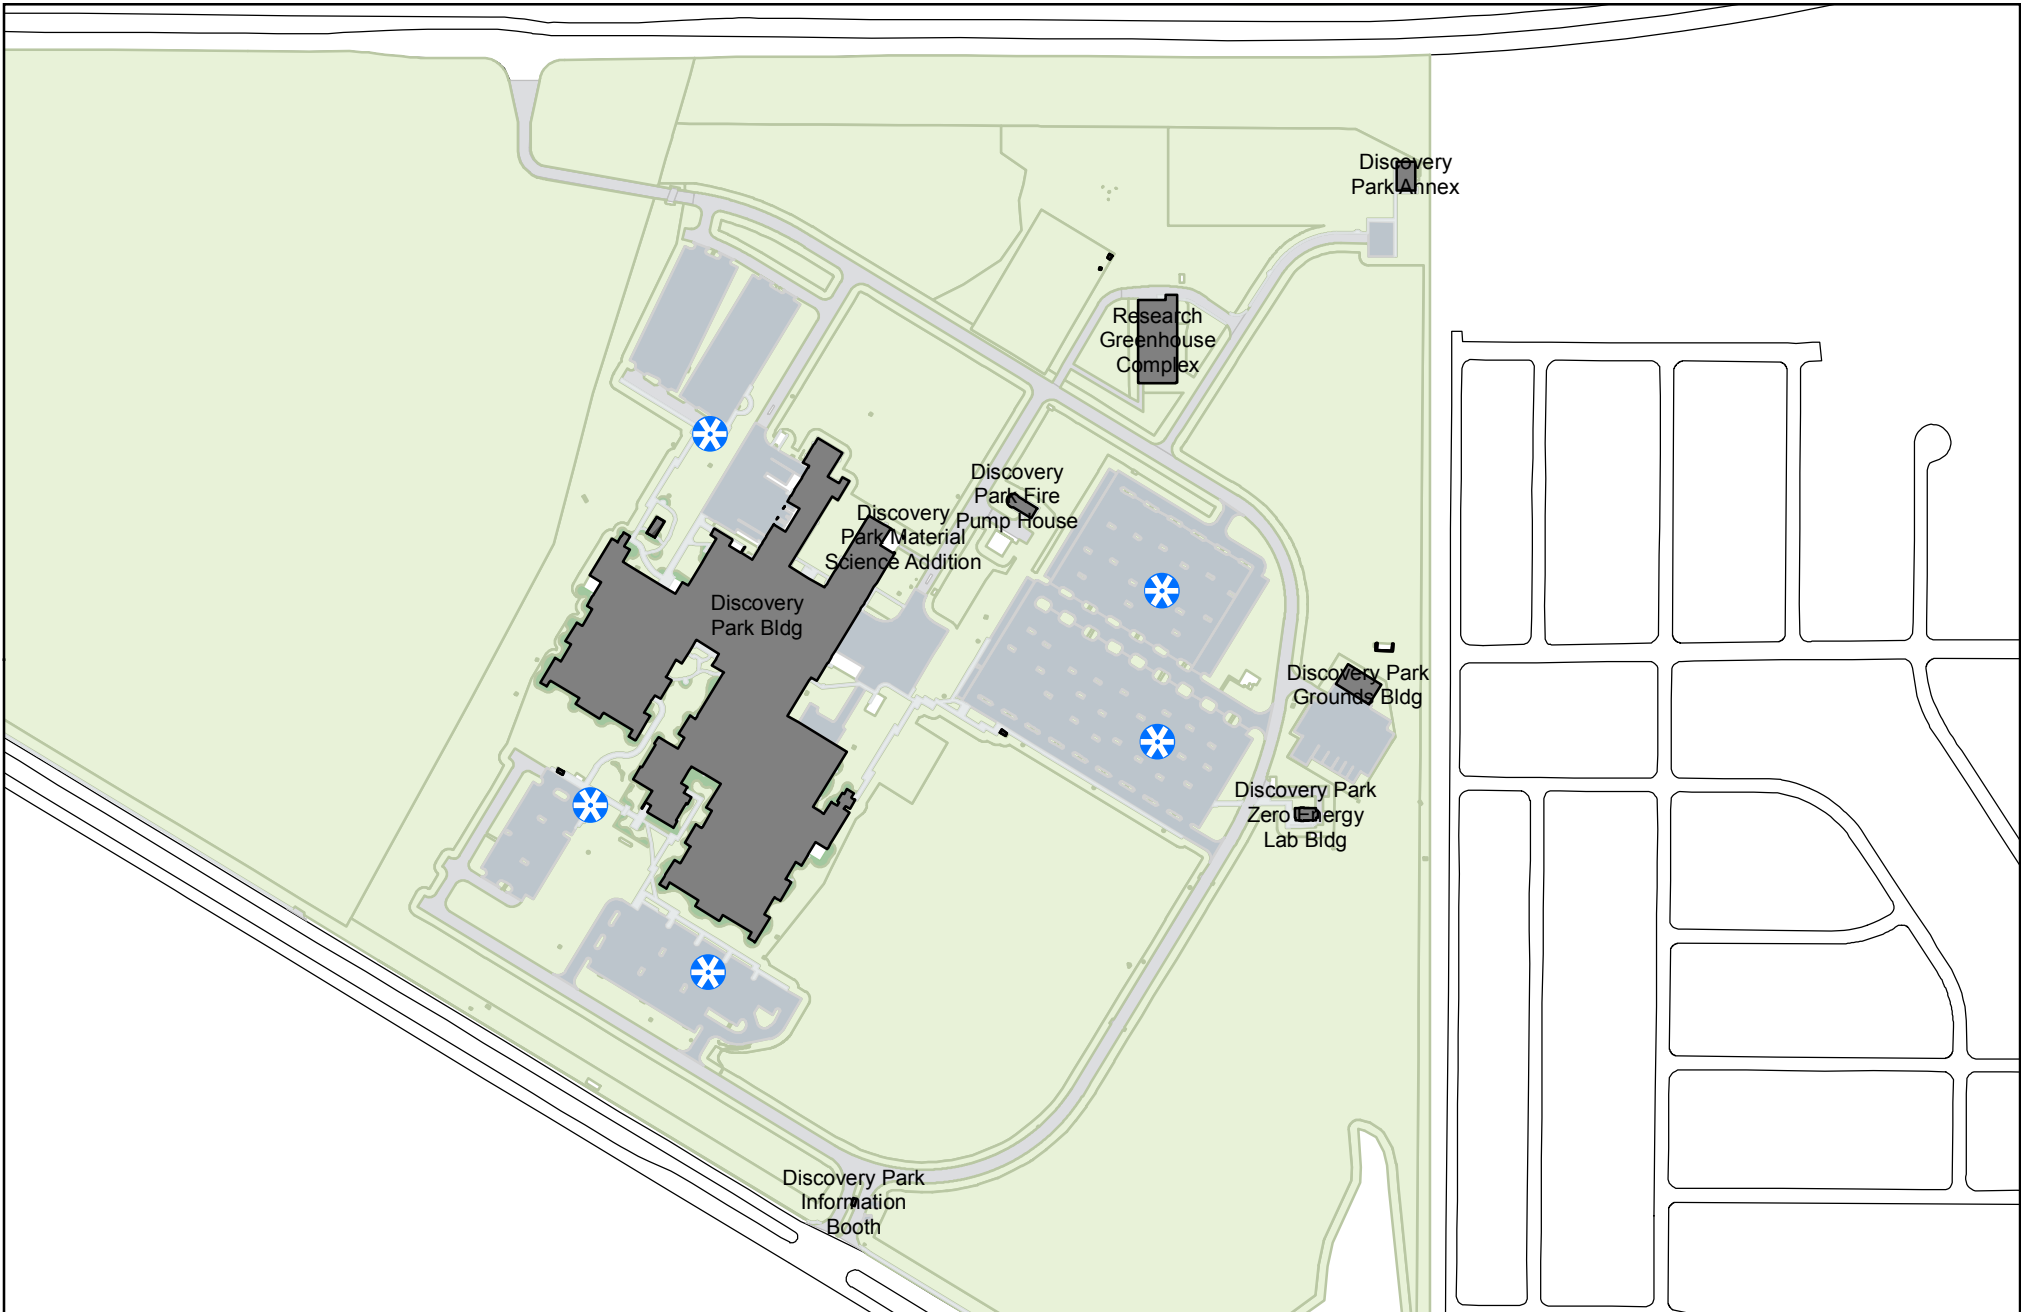 Discovery
Park Annex
Research
Greenhouse
Complex
Discovery
Park Fire
Pump House
Discovery
Park Material
Science Addition
Discovery
Park Bldg
Discovery Park
Grounds Bldg
Discovery Park
Zero Energy
Lab Bldg
Discovery Park
Information
Booth